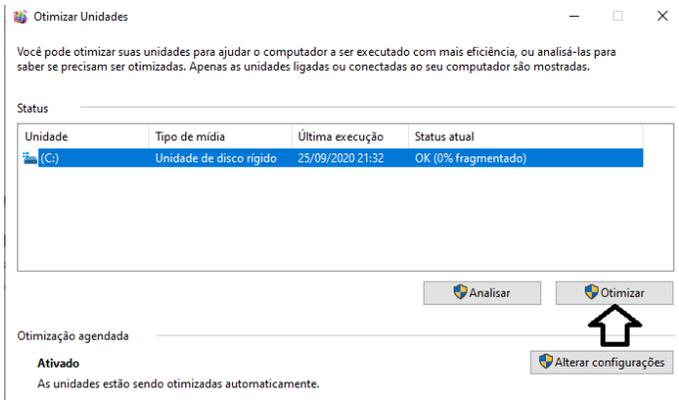 Otimizar Unidades
Você pode otimizar suas unidades para ajudar o computador a ser executado com mais eficiência, ou analisá-las para
saber se precisam ser otimizadas. Apenas as unidades ligadas ou conectadas ao seu computador são mostradas.
Status
Unidade Tipo de mídia Última execução Status atual
(C:) Unidade de disco rígido 25/09/2020 21:32 OK (0% fragmentado)
Analisar Otimizar
Otimização agendada
Ativado Alterar configurações
As unidades estão sendo otimizadas automaticamente.